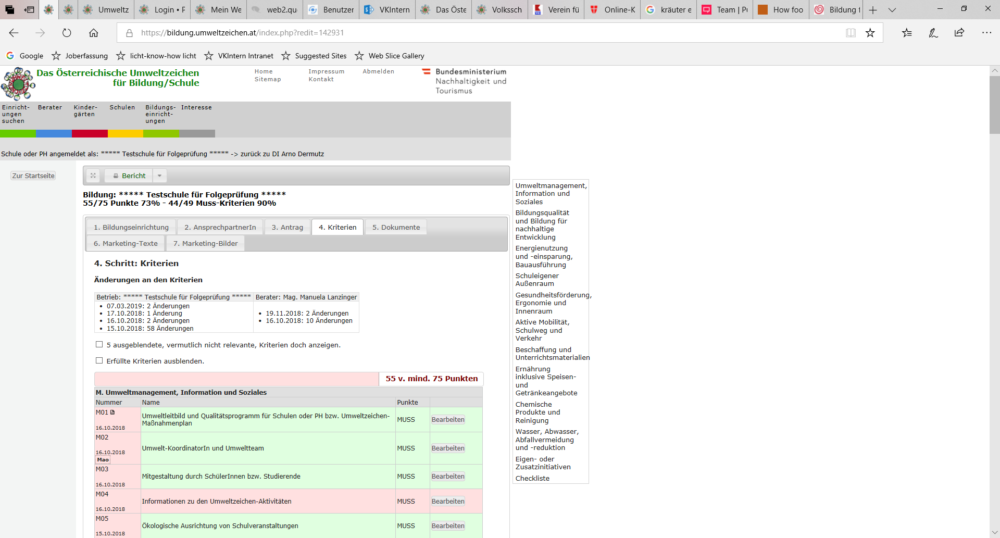 Umweltz
Login • F
Mein We
web2.qu
Benutzer
VKIntern
Das Öste
Volkssch
Verein fü
Online-K
kräuter e
Team | Pu
How foo
Bildung f
https://bildung.umweltzeichen.at/index.php?redit=142931
Google
Joberfassung
licht-know-how licht
VKIntern Intranet
Suggested Sites
Web Slice Gallery
Das Österreichische Umweltzeichen
für Bildung/Schule
Home
Impressum
Abmelden
Sitemap
Kontakt
Bundesministerium
Nachhaltigkeit und
Tourismus
Einricht-
ungen
suchen
Berater
Kinder-
gärten
Schulen
Bildungs-
einricht-
ungen
Interesse
Schule oder PH angemeldet als: ***** Testschule für Folgeprüfung ***** -> zurück zu DI Arno Dermutz
Zur Startseite
Bericht
Bildung: ***** Testschule für Folgeprüfung *****
55/75 Punkte 73% - 44/49 Muss-Kriterien 90%
1. Bildungseinrichtung
2. AnsprechpartnerIn
3. Antrag
4. Kriterien
5. Dokumente
6. Marketing-Texte
7. Marketing-Bilder
4. Schritt: Kriterien
Änderungen an den Kriterien
Betrieb: ***** Testschule für Folgeprüfung *****
• 07.03.2019: 2 Änderungen
• 17.10.2018: 1 Änderung
• 16.10.2018: 2 Änderungen
• 15.10.2018: 58 Änderungen
Berater: Mag. Manuela Lanzinger
• 19.11.2018: 2 Änderungen
• 16.10.2018: 10 Änderungen
5 ausgeblendete, vermutlich nicht relevante, Kriterien doch anzeigen.
Erfüllte Kriterien ausblenden.
55 v. mind. 75 Punkten
M. Umweltmanagement, Information und Soziales
Nummer Name Punkte
M01
16.10.2018
Umweltleitbild und Qualitätsprogramm für Schulen oder PH bzw. Umweltzeichen-
Maßnahmenplan
MUSS
Bearbeiten
M02
16.10.2018
Mao
Umwelt-KoordinatorIn und Umweltteam
MUSS
Bearbeiten
M03
16.10.2018
Mitgestaltung durch SchülerInnen bzw. Studierende
MUSS
Bearbeiten
M04
16.10.2018
Informationen zu den Umweltzeichen-Aktivitäten
MUSS
Bearbeiten
M05
15.10.2018
Ökologische Ausrichtung von Schulveranstaltungen
MUSS
Bearbeiten
Umweltmanagement,
Information und
Soziales
Bildungsqualität
und Bildung für
nachhaltige
Entwicklung
Energienutzung
und -einsparung,
Bauausführung
Schuleigener
Außenraum
Gesundheitsförderung,
Ergonomie und
Innenraum
Aktive Mobilität,
Schulweg und
Verkehr
Beschaffung und
Unterrichtsmaterialien
Ernährung
inklusive Speisen-
und
Getränkeangebote
Chemische
Produkte und
Reinigung
Wasser, Abwasser,
Abfallvermeidung
und -reduktion
Eigen- oder
Zusatzinitiativen
Checkliste